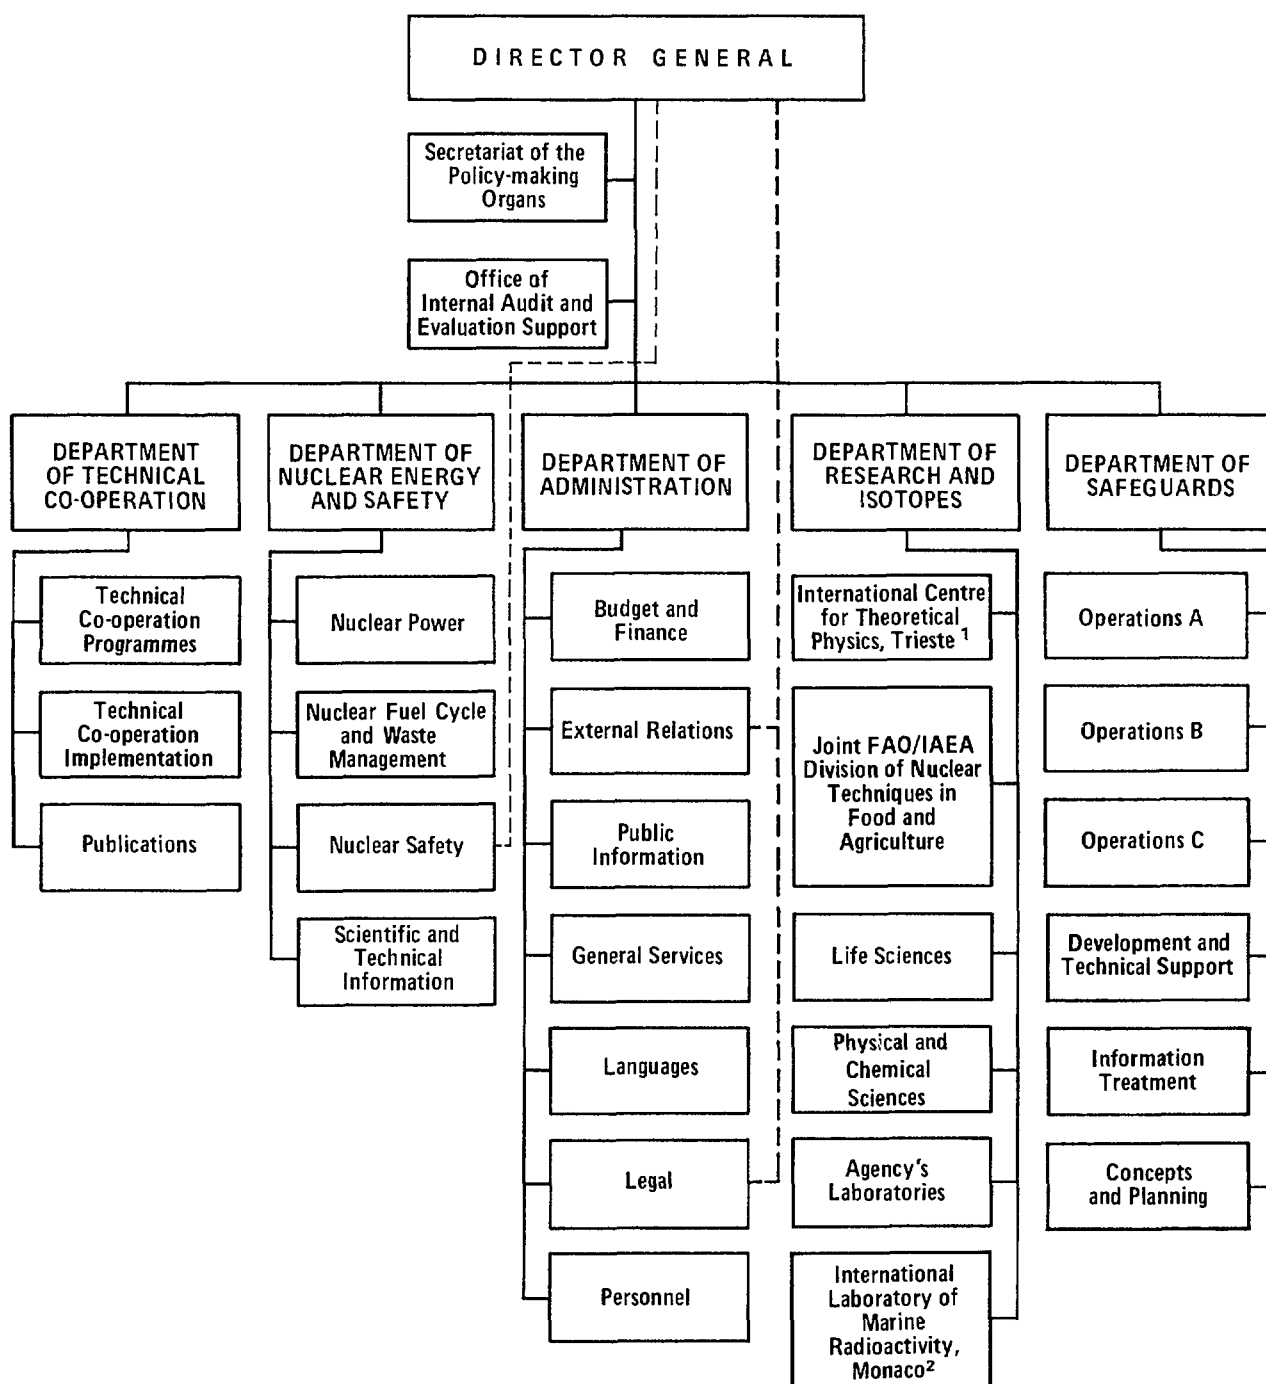 DIRECTOR GENERAL
Secretariat of the
Policy-making
Organs
Office of
Internal Audit and
Evaluation Support
DEPARTMENT
OF TECHNICAL
CO-OPERATION
DEPARTMENT OF
NUCLEAR ENERGY
AND SAFETY
DEPARTMENT OF
ADMINISTRATION
DEPARTMENT OF
RESEARCH AND
ISOTOPES
DEPARTMENT OF
SAFEGUARDS
Technical
Co-operation
Programmes
Technical
Co-operation
Implementation
Publications
Nuclear Power
Nuclear Fuel Cycle
and Waste
Management
Nuclear Safety
Scientific and
Technical
Information
Budget and
Finance
External Relations
Public
Information
General Services
Languages
Legal
Personnel
International Centre
for Theoretical
Physics, Trieste 1
Joint FAO/IAEA
Division of Nuclear
Techniques in
Food and
Agriculture
Life Sciences
Physical and
Chemical
Sciences
Agency's
Laboratories
International
Laboratory of
Marine
Radioactivity,
Monaco2
Operations A
Operations B
Operations C
Development and
Technical Support
Information
Treatment
Concepts
and Planning